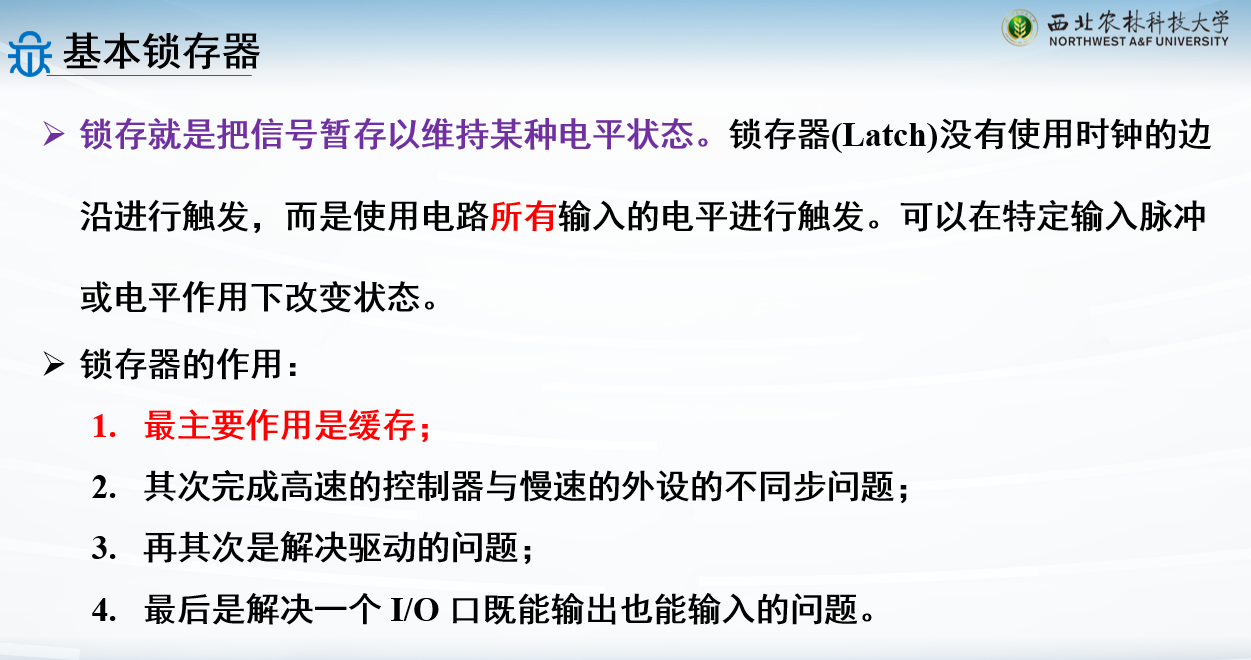 西北农林科技大学
NORTHWEST A&F UNIVERSITY
基本锁存器
➢ 锁存就是把信号暂存以维持某种电平状态。锁存器(Latch)没有使用时钟的边
沿进行触发，而是使用电路所有输入的电平进行触发。可以在特定输入脉冲
或电平作用下改变状态。
➢ 锁存器的作用：
1. 最主要作用是缓存；
2. 其次完成高速的控制器与慢速的外设的不同步问题；
3. 再其次是解决驱动的问题；
4. 最后是解决一个 I/O 口既能输出也能输入的问题。